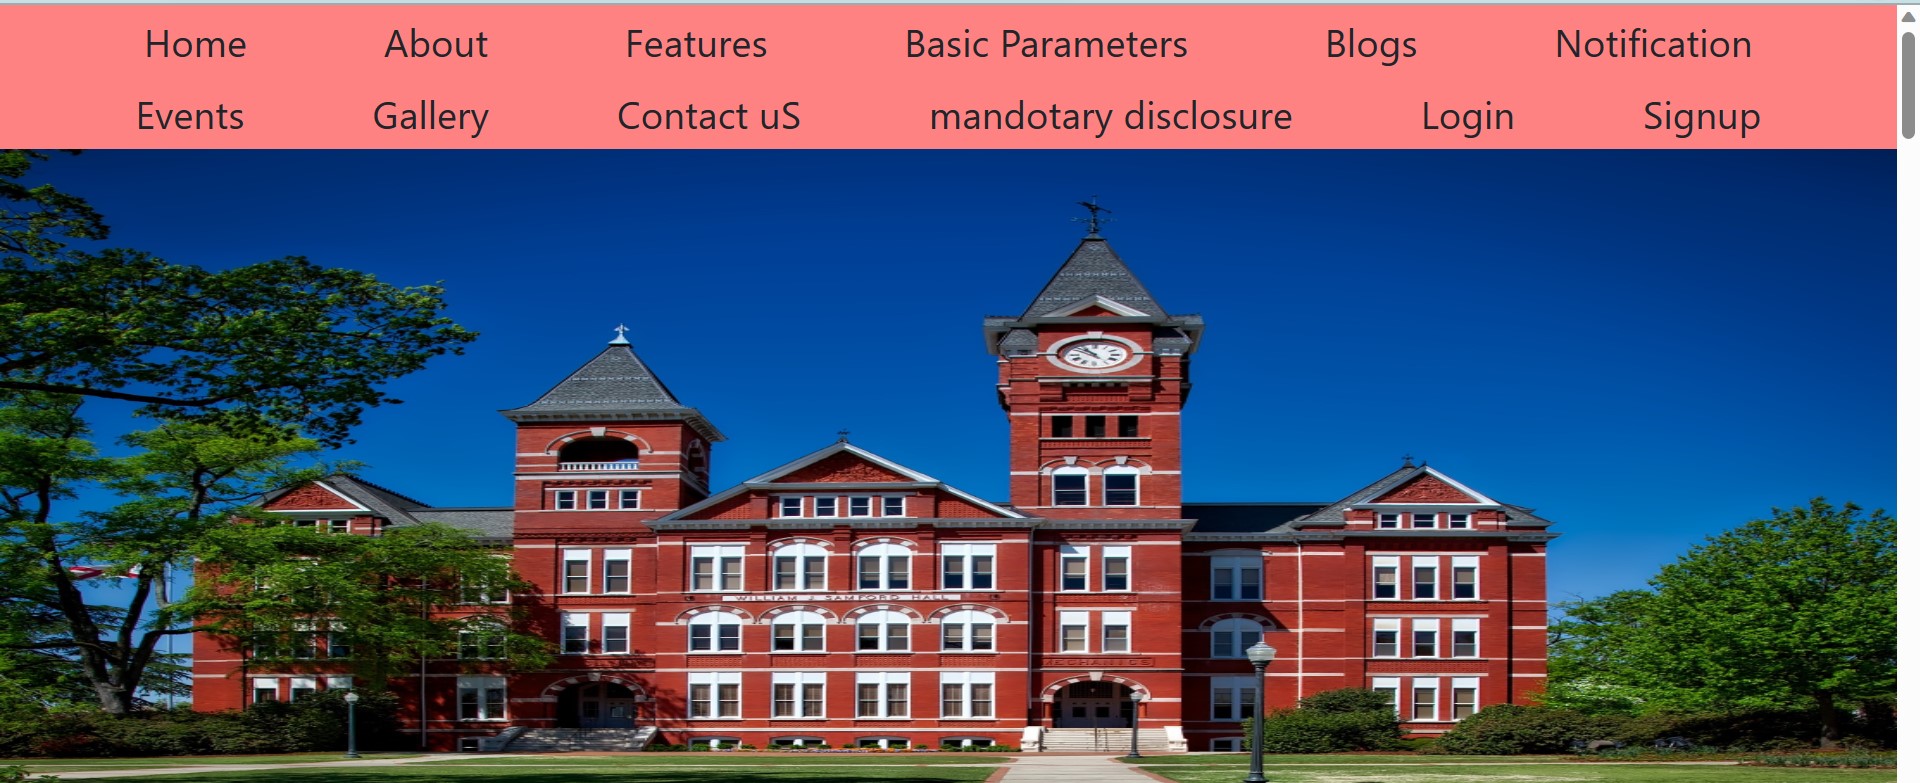 Home About Features Basic Parameters Blogs Notification
Events Gallery Contact uS mandotary disclosure Login Signup
WILLIAM J. SAMFORD HALL
MECHANICS